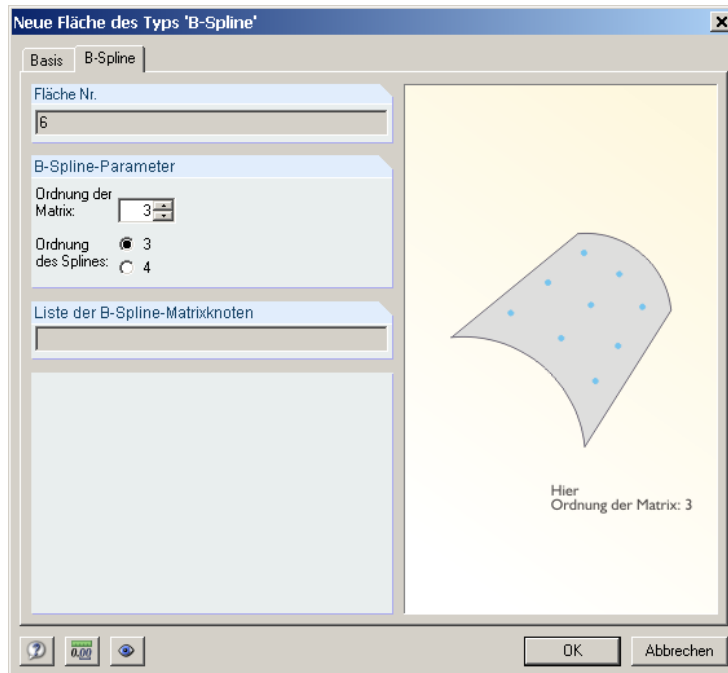 Neue Fläche des Typs 'B-Spline'
Basis
B-Spline
Fläche Nr.
6
B-Spline-Parameter
Ordnung der
Matrix:
3
Ordnung
des Splines:
3
4
Liste der B-Spline-Matrixknoten
Hier
Ordnung der Matrix: 3
0.00
OK
Abbrechen